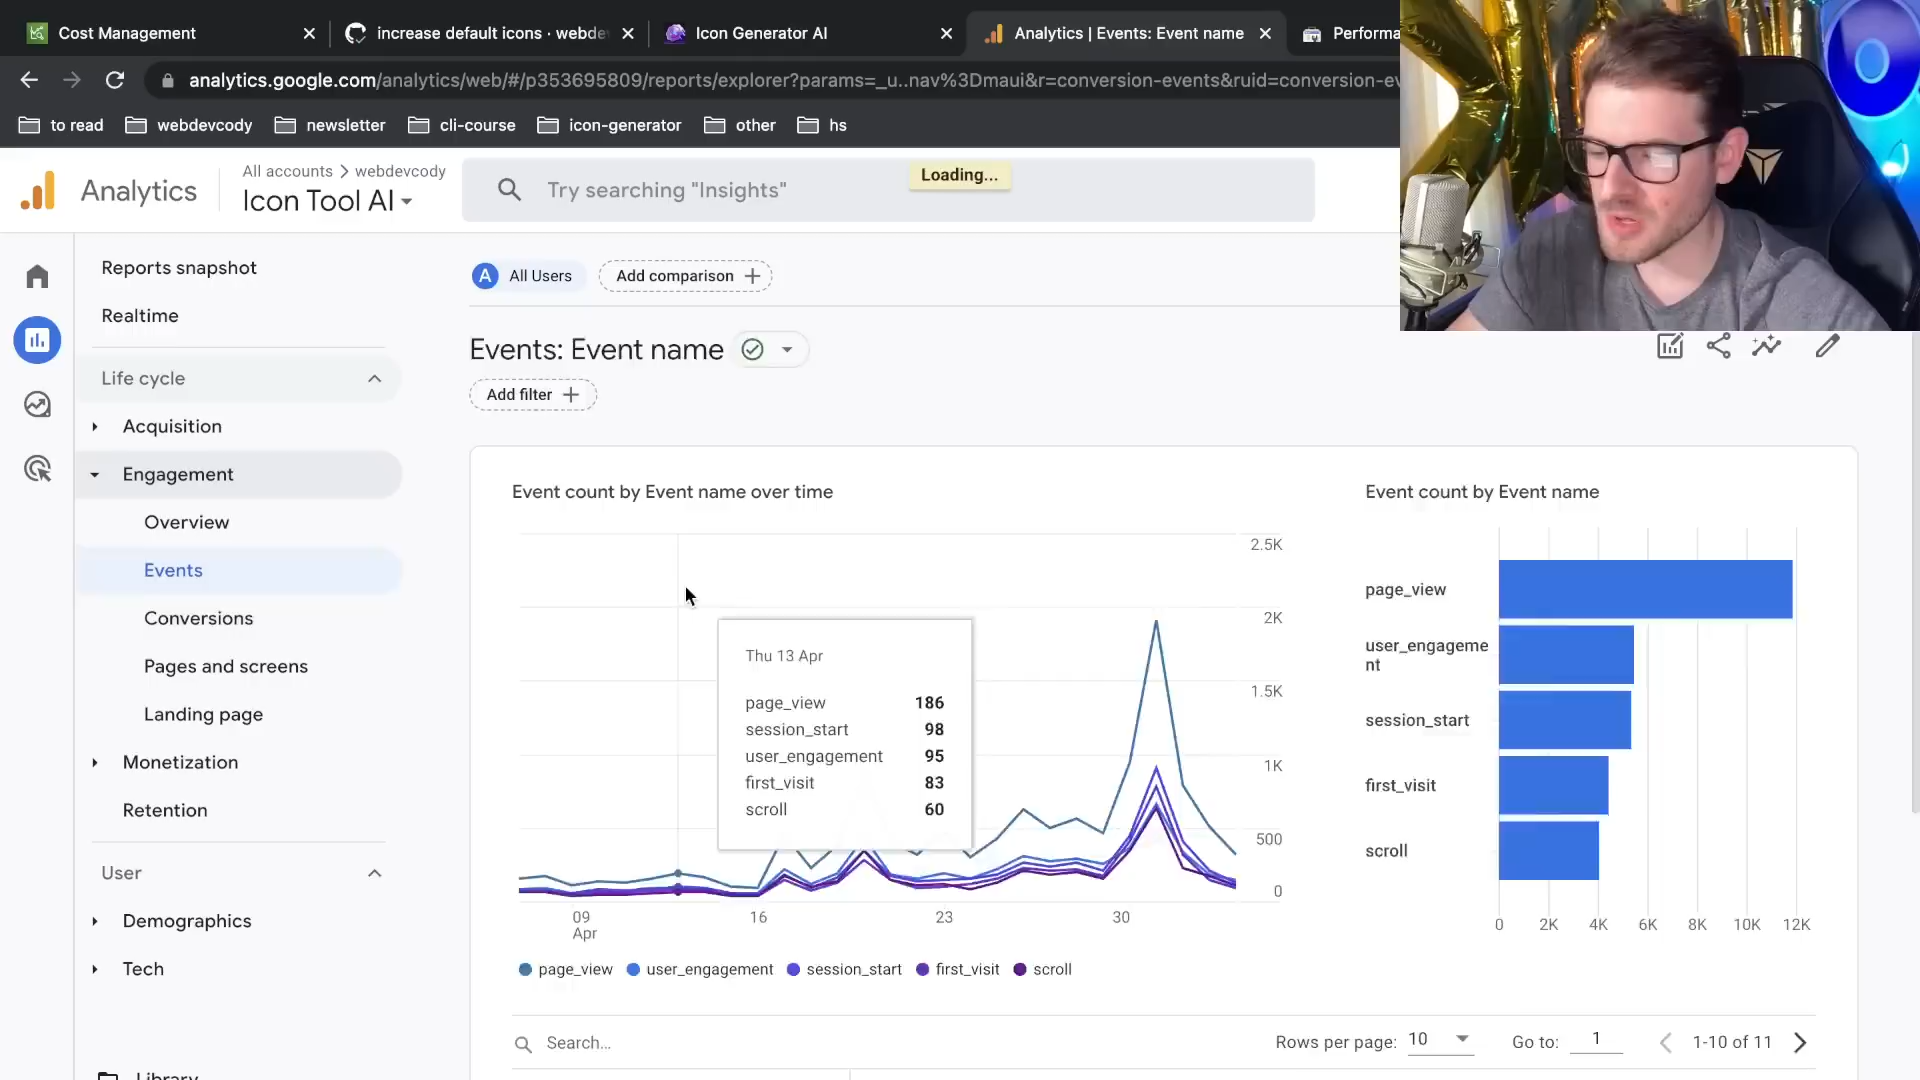 Cost Management
increase default icons · webde
Icon Generator AI
Analytics | Events: Event name
Performa
analytics.google.com/analytics/web/#/p353695809/reports/explorer?params=_u..nav%3Dmaui&r=conversion-events&ruid=conversion-ev
to read
webdevcody
newsletter
cli-course
icon-generator
other
hs
Analytics
All accounts > webdevcody
Icon Tool AI
Try searching "Insights"
Loading...
Reports snapshot
Realtime
Life cycle
Acquisition
Engagement
Overview
Events
Conversions
Pages and screens
Landing page
Monetization
Retention
User
Demographics
Tech
Library
A All Users
Add comparison +
Events: Event name
Add filter +
Event count by Event name over time
2.5K
2K
1.5K
1K
500
0
Thu 13 Apr
page_view 186
session_start 98
user_engagement 95
first_visit 83
scroll 60
09
Apr
16
23
30
page_view
user_engagement
session_start
first_visit
scroll
Event count by Event name
page_view
user_engageme
nt
session_start
first_visit
scroll
0
2K
4K
6K
8K
10K
12K
Search...
Rows per page: 10
Go to: 1
1-10 of 11